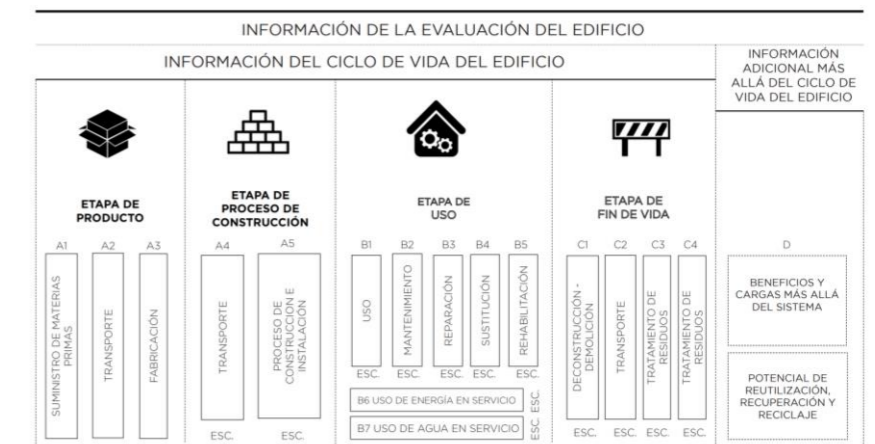 INFORMACIÓN DE LA EVALUACIÓN DEL EDIFICIO
INFORMACIÓN DEL CICLO DE VIDA DEL EDIFICIO
INFORMACIÓN
ADICIONAL MÁS
ALLÁ DEL CICLO DE
VIDA DEL EDIFICIO
ETAPA DE
PRODUCTO
A1
A2
A3
SUMINISTRO DE MATERIAS
PRIMAS
TRANSPORTE
FABRICACIÓN
ETAPA DE
PROCESO DE
CONSTRUCCIÓN
A4
A5
TRANSPORTE
PROCESO DE
CONSTRUCCION E
INSTALACIÓN
ESC.
ESC.
ETAPA DE
USO
B1
B2
B3
B4
B5
USO
MANTENIMIENTO
REPARACIÓN
SUSTITUCIÓN
REHABILITACIÓN
ESC.
ESC.
ESC.
ESC.
ESC.
B6 USO DE ENERGÍA EN SERVICIO
ESC.
B7 USO DE AGUA EN SERVICIO
ESC.
ETAPA DE
FIN DE VIDA
C1
C2
C3
C4
DECONSTRUCCIÓN -
DEMOLICIÓN
TRANSPORTE
TRATAMIENTO DE
RESIDUOS
TRATAMIENTO DE
RESIDUOS
ESC.
ESC.
ESC.
ESC.
D
BENEFICIOS Y
CARGAS MÁS ALLÁ
DEL SISTEMA
POTENCIAL DE
REUTILIZACIÓN,
RECUPERACIÓN Y
RECICLAJE